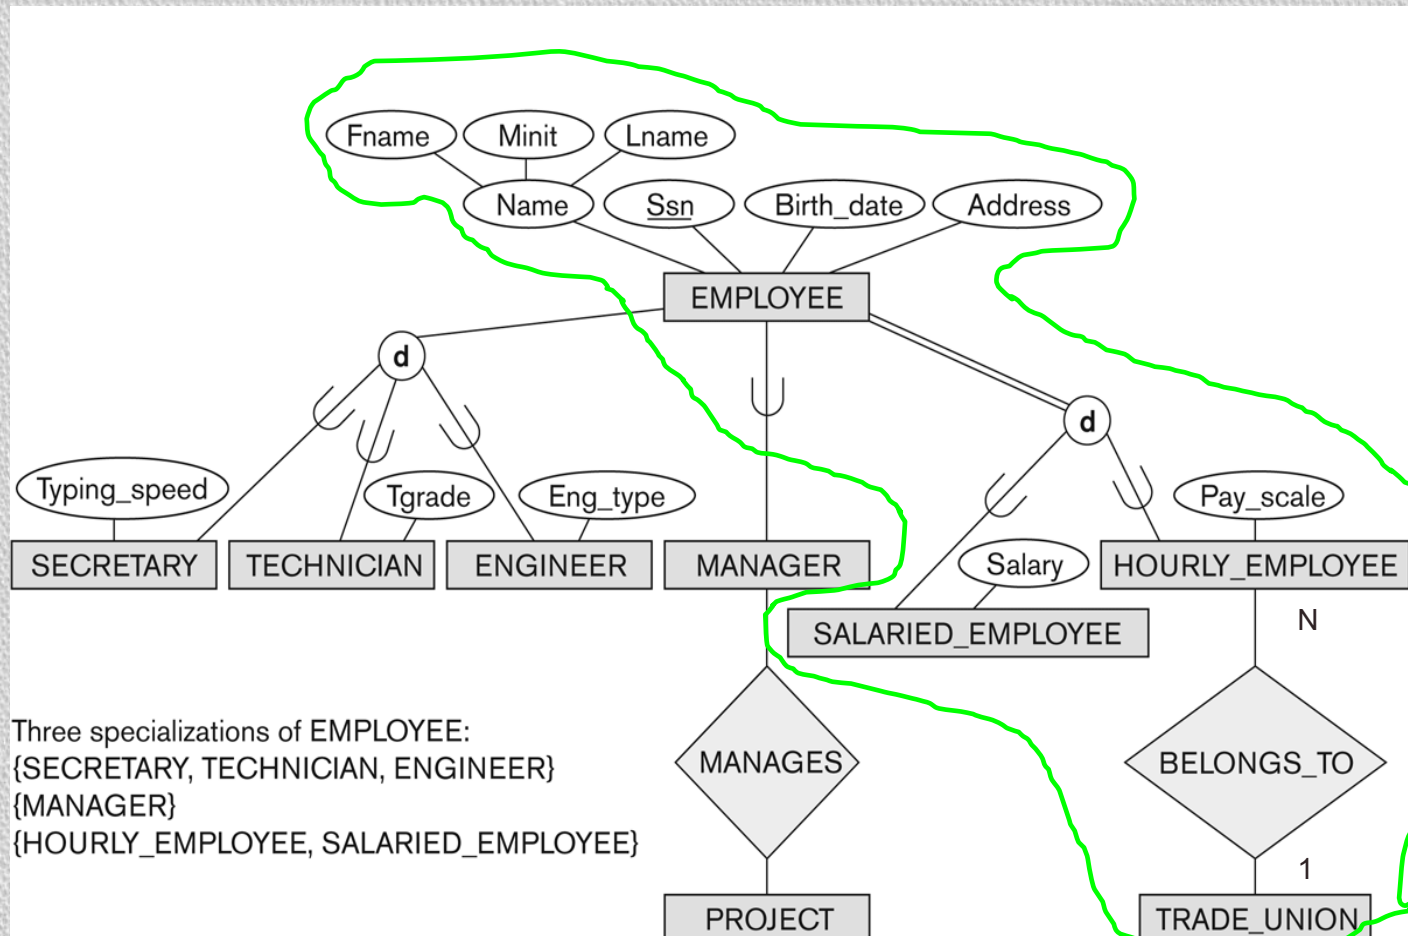 Fname Minit Lname
Name Ssn Birth_date Address
EMPLOYEE
d
d
Typing_speed Tgrade Eng_type Pay_scale
SECRETARY TECHNICIAN ENGINEER MANAGER Salary HOURLY_EMPLOYEE
N
SALARIED_EMPLOYEE
Three specializations of EMPLOYEE:
{SECRETARY, TECHNICIAN, ENGINEER}
{MANAGER}
{HOURLY_EMPLOYEE, SALARIED_EMPLOYEE}
MANAGES BELONGS_TO
1
PROJECT TRADE_UNION